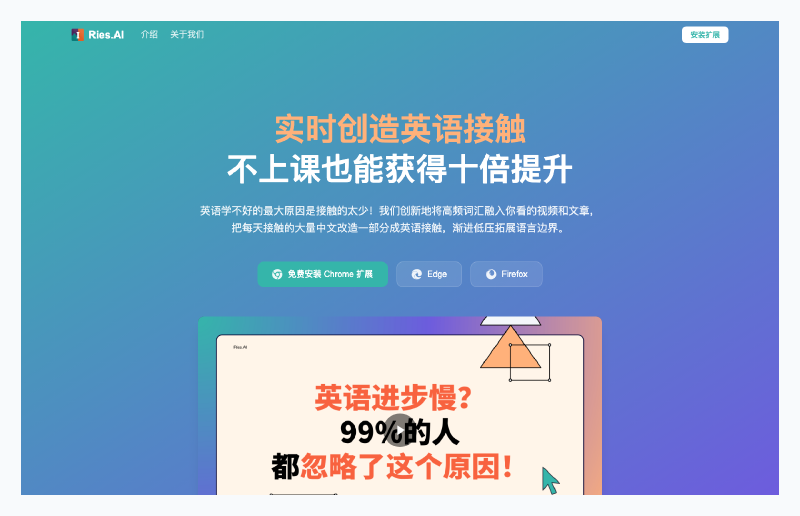 Ries.AI
介绍
关于我们
安装扩展
实时创造英语接触
不上课也能获得十倍提升
英语学不好的最大原因是接触的太少！我们创新地将高频词汇融入你看的视频和文章，
把每天接触的大量中文改造一部分成英语接触，渐进低压拓展语言边界。
免费安装 Chrome 扩展
Edge
Firefox
Ries.AI
英语进步慢？
99%的人
都忽略了这个原因！